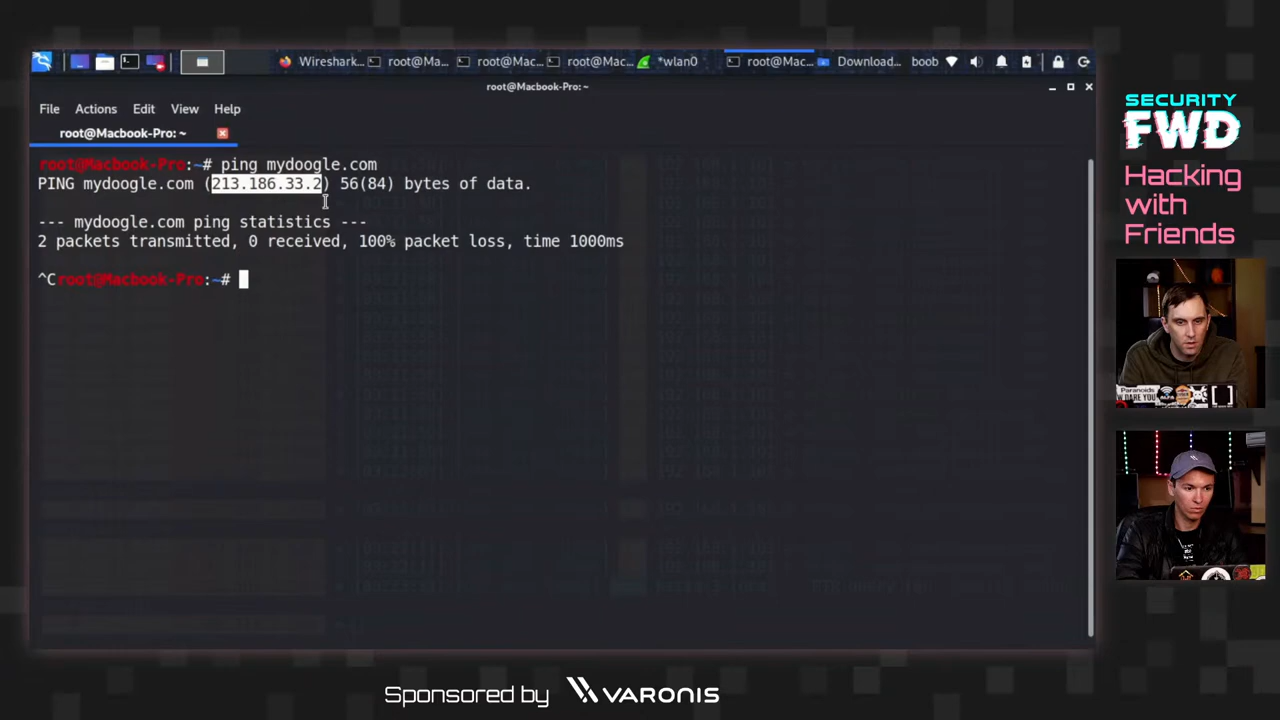 Wireshark...
root@Ma...
root@Mac...
root@Mac...
*wlan0
root@Mac...
Download...
boob
root@Macbook-Pro: ~
File Actions Edit View Help
root@Macbook-Pro: ~
root@Macbook-Pro:~# ping mydoogle.com
PING mydoogle.com (213.186.33.2) 56(84) bytes of data.
--- mydoogle.com ping statistics ---
2 packets transmitted, 0 received, 100% packet loss, time 1000ms
^Croot@Macbook-Pro:~#
SECURITY
FWD
Hacking
with
Friends
Paranoids
W DARE YOU
Sponsored by VARONIS